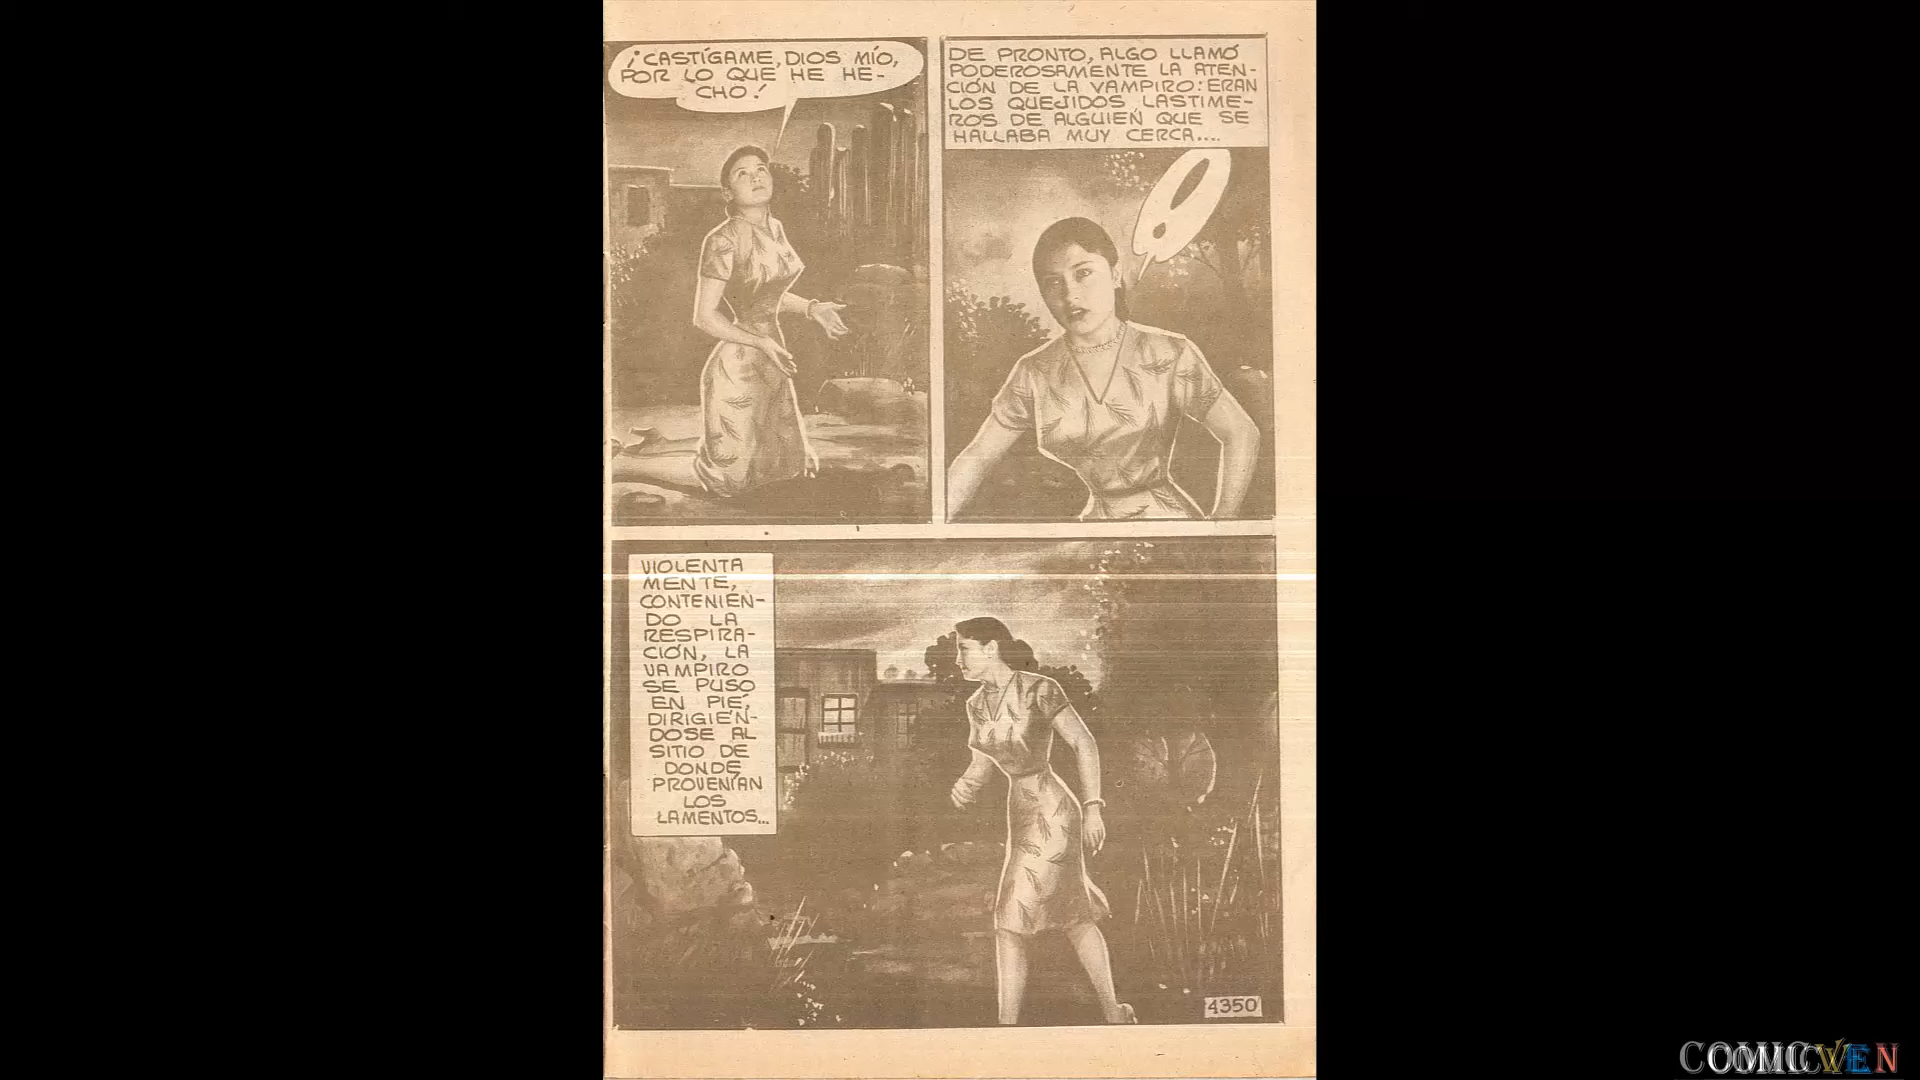 ¡CASTÍGAME, DIOS MÍO,
POR LO QUE HE HE-
CHO!
DE PRONTO, ALGO LLAMÓ
PODEROSAMENTE LA ATEN-
CIÓN DE LA VAMPIRO: ERAN
LOS QUEJIDOS LASTIME-
ROS DE ALGUIEN QUE SE
HALLABA MUY CERCA....
!
VIOLENTA
MENTE,
CONTENIEN-
DO LA
RESPIRA-
CIÓN, LA
VAMPIRO
SE PUSO
EN PIE,
DIRIGIÉN-
DOSE AL
SITIO DE
DONDE
PROVENÍAN
LOS
LAMENTOS...
4350
COMICVEN